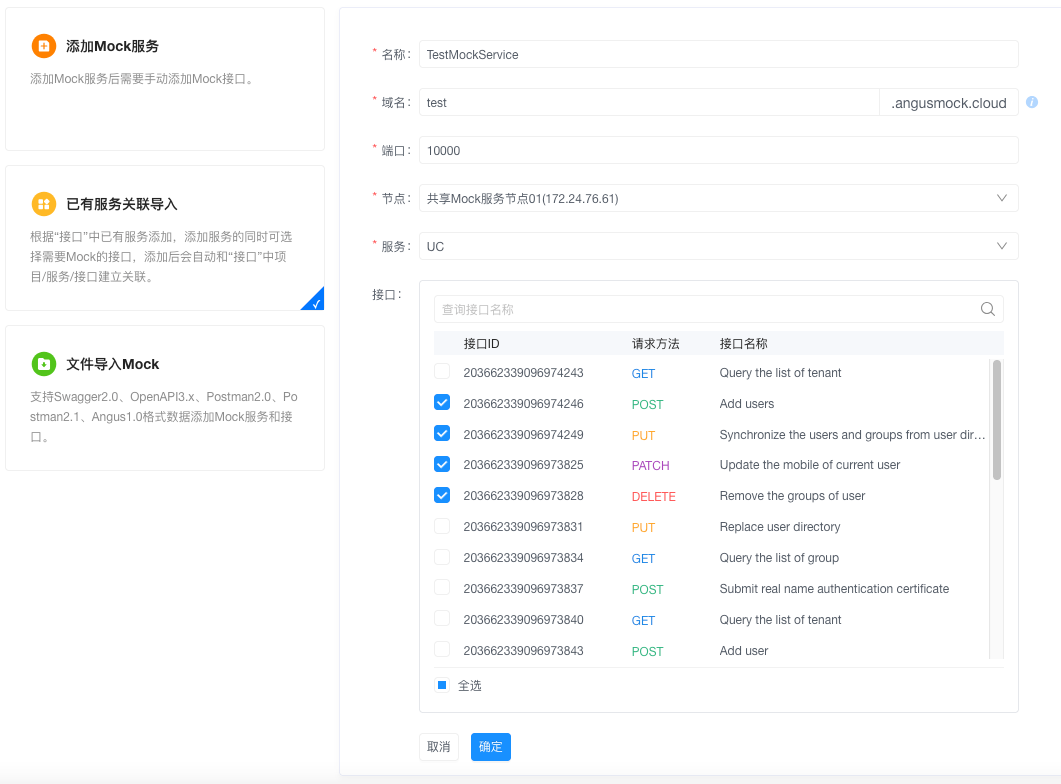 添加Mock服务
添加Mock服务后需要手动添加Mock接口。
已有服务关联导入
根据“接口”中已有服务添加，添加服务的同时可选
择需要Mock的接口，添加后会自动和“接口”中项
目/服务/接口建立关联。
文件导入Mock
支持Swagger2.0、OpenAPI3.x、Postman2.0、Po
stman2.1、Angus1.0格式数据添加Mock服务和接
口。
* 名称： TestMockService
* 域名： test .angusmock.cloud
* 端口： 10000
* 节点： 共享Mock服务节点01(172.24.76.61)
* 服务： UC
接口：
查询接口名称
接口ID 请求方法 接口名称
203662339096974243 GET Query the list of tenant
203662339096974246 POST Add users
203662339096974249 PUT Synchronize the users and groups from user dir...
203662339096973825 PATCH Update the mobile of current user
203662339096973828 DELETE Remove the groups of user
203662339096973831 PUT Replace user directory
203662339096973834 GET Query the list of group
203662339096973837 POST Submit real name authentication certificate
203662339096973840 GET Query the list of tenant
203662339096973843 POST Add user
全选
取消 确定